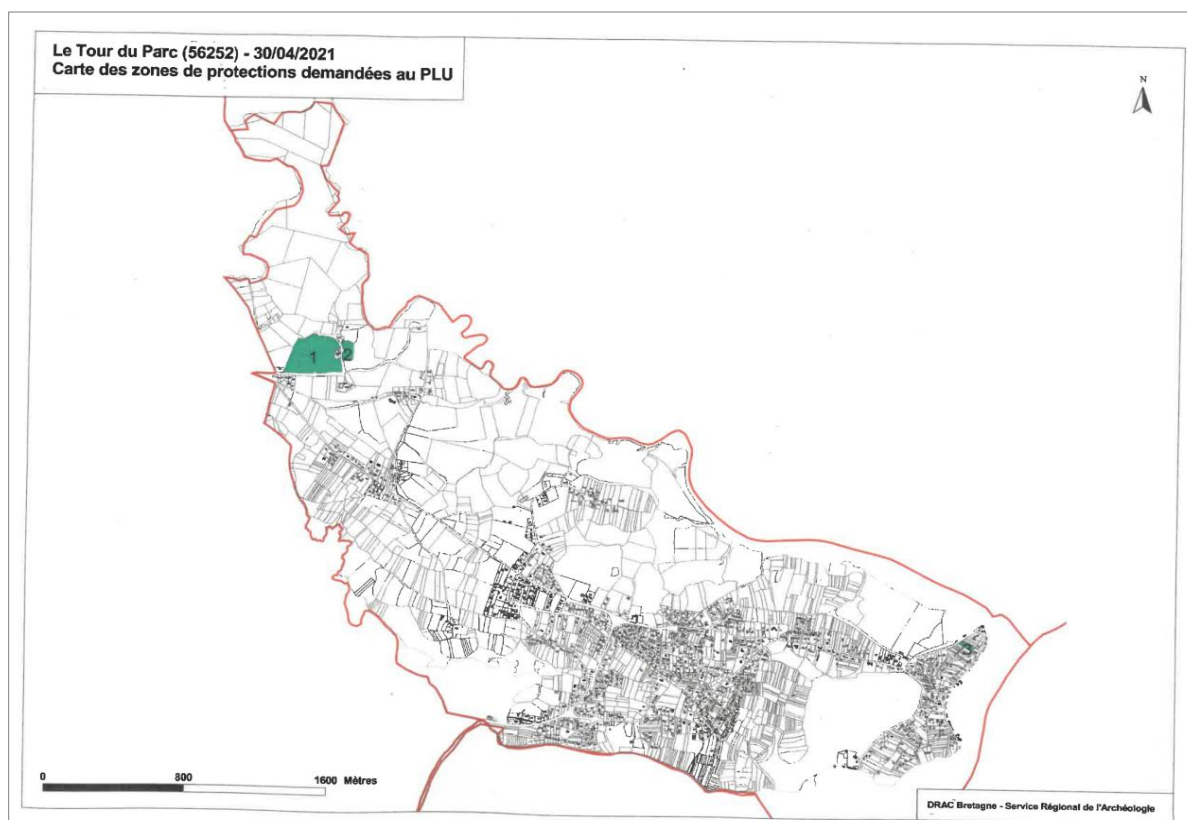 Le Tour du Parc (56252) - 30/04/2021
Carte des zones de protections demandées au PLU
N
1
2
0 800 1600 Mètres
DRAC Bretagne - Service Régional de l'Archéologie